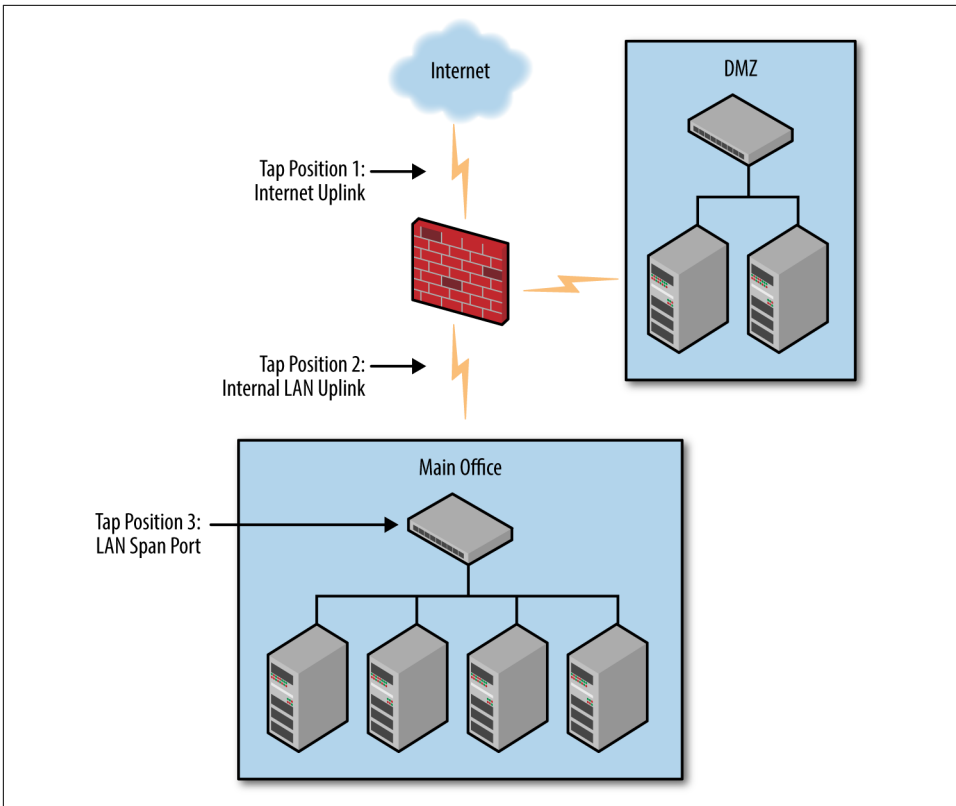 Internet
DMZ
Tap Position 1:
Internet Uplink
Tap Position 2:
Internal LAN Uplink
Main Office
Tap Position 3:
LAN Span Port